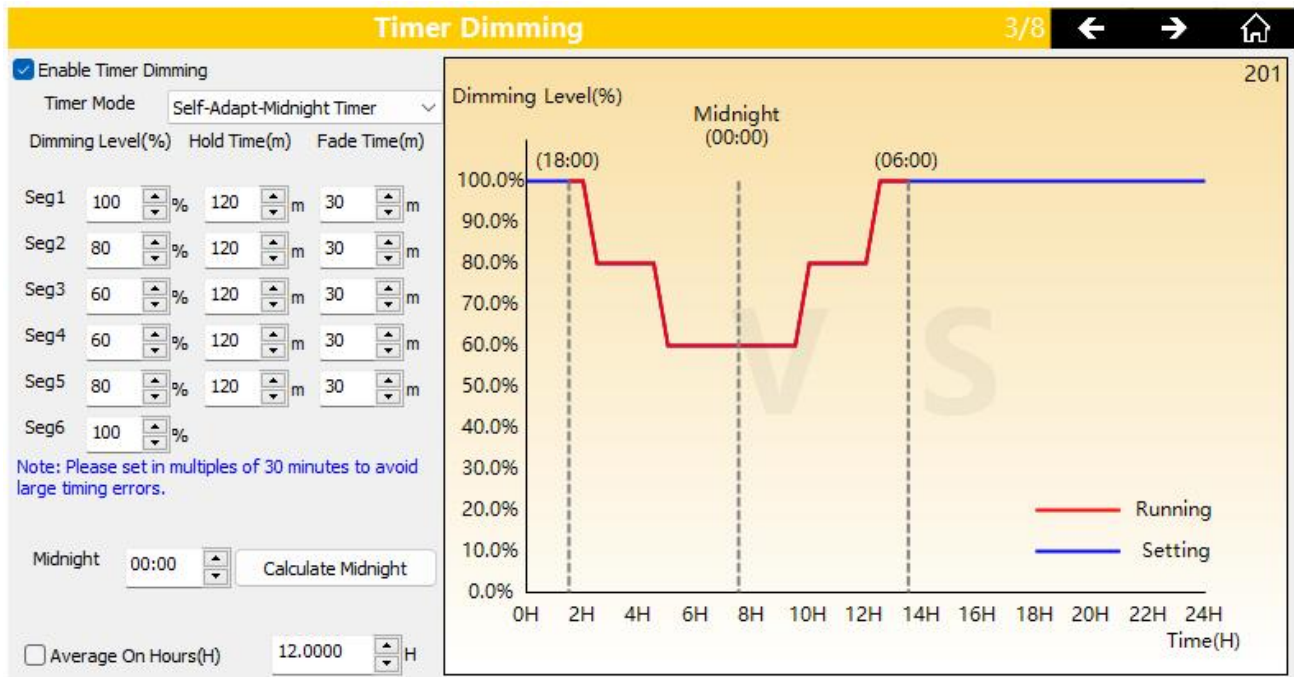 Timer Dimming 3/8
Enable Timer Dimming
Timer Mode Self-Adapt-Midnight Timer
Dimming Level(%) Hold Time(m) Fade Time(m)
Seg1 100 % 120 m 30 m
Seg2 80 % 120 m 30 m
Seg3 60 % 120 m 30 m
Seg4 60 % 120 m 30 m
Seg5 80 % 120 m 30 m
Seg6 100 %
Note: Please set in multiples of 30 minutes to avoid
large timing errors.
Midnight 00:00 Calculate Midnight
Average On Hours(H) 12.0000 H
201
Dimming Level(%)
Midnight
(00:00)
(18:00) (06:00)
100.0%
90.0%
80.0%
70.0%
60.0%
50.0%
40.0%
30.0%
20.0%
10.0%
0.0%
V S
Running
Setting
0H 2H 4H 6H 8H 10H 12H 14H 16H 18H 20H 22H 24H
Time(H)